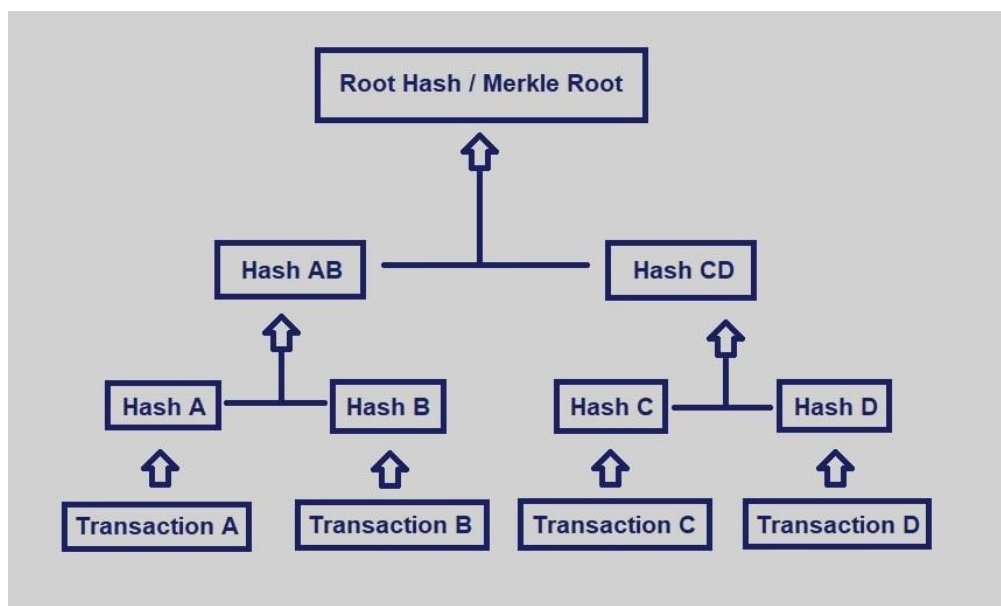 Root Hash / Merkle Root
Hash AB
Hash CD
Hash A
Hash B
Hash C
Hash D
Transaction A
Transaction B
Transaction C
Transaction D